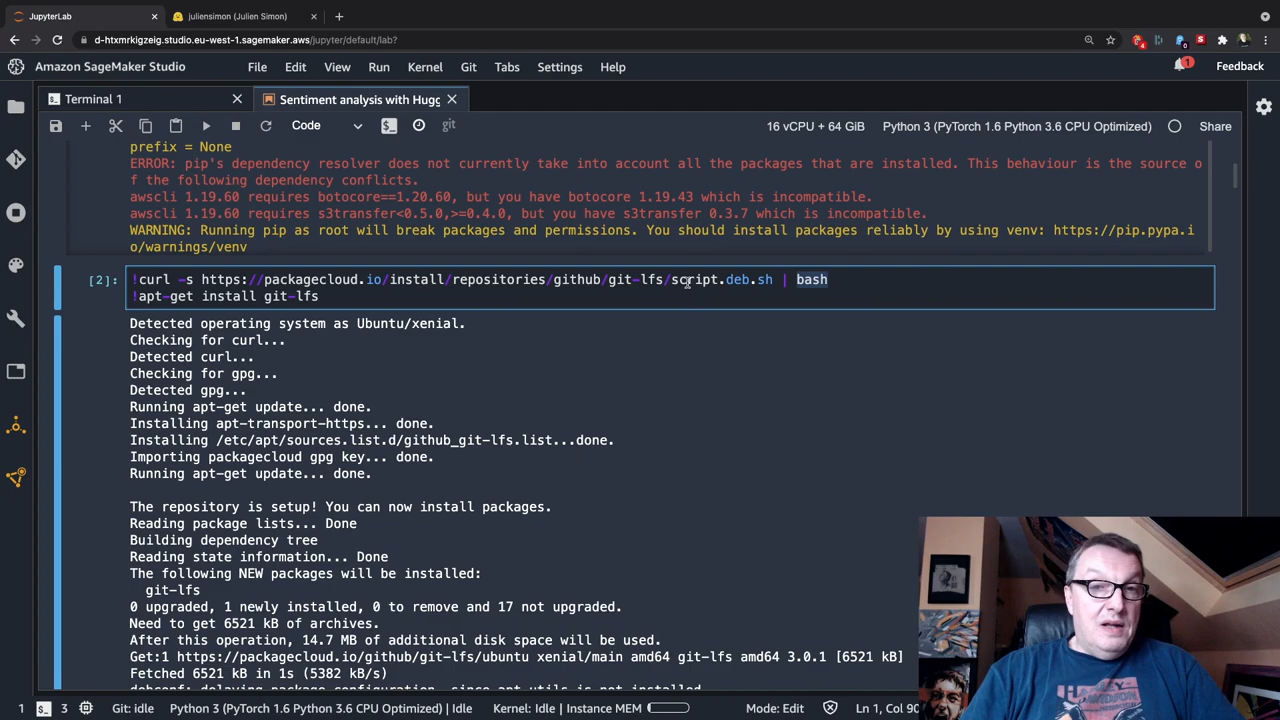 JupyterLab
juliensimon (Julien Simon)
d-htxmrkigzeig.studio.eu-west-1.sagemaker.aws/jupyter/default/lab?
Amazon SageMaker Studio File Edit View Run Kernel Git Tabs Settings Help 1 Feedback
Terminal 1
Sentiment analysis with Hugg
Code git 16 vCPU + 64 GiB Python 3 (PyTorch 1.6 Python 3.6 CPU Optimized) Share
prefix = None
ERROR: pip's dependency resolver does not currently take into account all the packages that are installed. This behaviour is the source o
f the following dependency conflicts.
awscli 1.19.60 requires botocore==1.20.60, but you have botocore 1.19.43 which is incompatible.
awscli 1.19.60 requires s3transfer<0.5.0,>=0.4.0, but you have s3transfer 0.3.7 which is incompatible.
WARNING: Running pip as root will break packages and permissions. You should install packages reliably by using venv: https://pip.pypa.i
o/warnings/venv
[2]: !curl -s https://packagecloud.io/install/repositories/github/git-lfs/script.deb.sh | bash
!apt-get install git-lfs
Detected operating system as Ubuntu/xenial.
Checking for curl...
Detected curl...
Checking for gpg...
Detected gpg...
Running apt-get update... done.
Installing apt-transport-https... done.
Installing /etc/apt/sources.list.d/github_git-lfs.list...done.
Importing packagecloud gpg key... done.
Running apt-get update... done.
The repository is setup! You can now install packages.
Reading package lists... Done
Building dependency tree
Reading state information... Done
The following NEW packages will be installed:
git-lfs
0 upgraded, 1 newly installed, 0 to remove and 17 not upgraded.
Need to get 6521 kB of archives.
After this operation, 14.7 MB of additional disk space will be used.
Get:1 https://packagecloud.io/github/git-lfs/ubuntu xenial/main amd64 git-lfs amd64 3.0.1 [6521 kB]
Fetched 6521 kB in 1s (5382 kB/s)
debconf: delaying package configuration, since apt-utils is not installed
1 3 Git: idle Python 3 (PyTorch 1.6 Python 3.6 CPU Optimized) | Idle Kernel: Idle | Instance MEM Mode: Edit Ln 1, Col 90